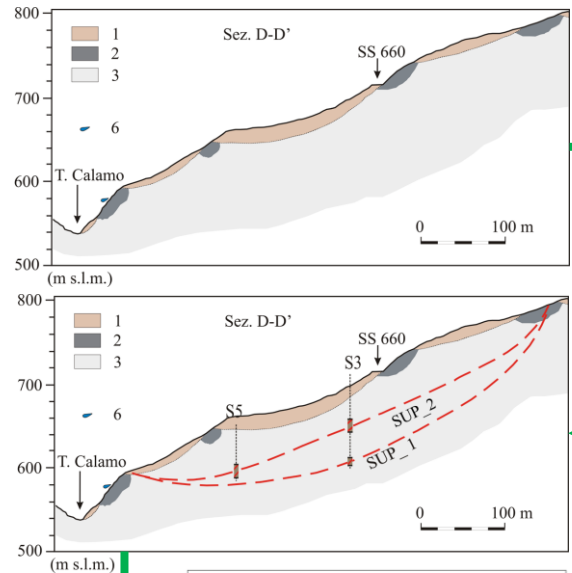 800
Sez. D-D’
1
2
SS 660
3
700
6
T. Calamo
600
0 100 m
500
(m s.l.m.)
800
Sez. D-D’
1
2
SS 660
3
S3
700
S5
6
SUP_2
SUP_1
T. Calamo
600
0 100 m
500
(m s.l.m.)